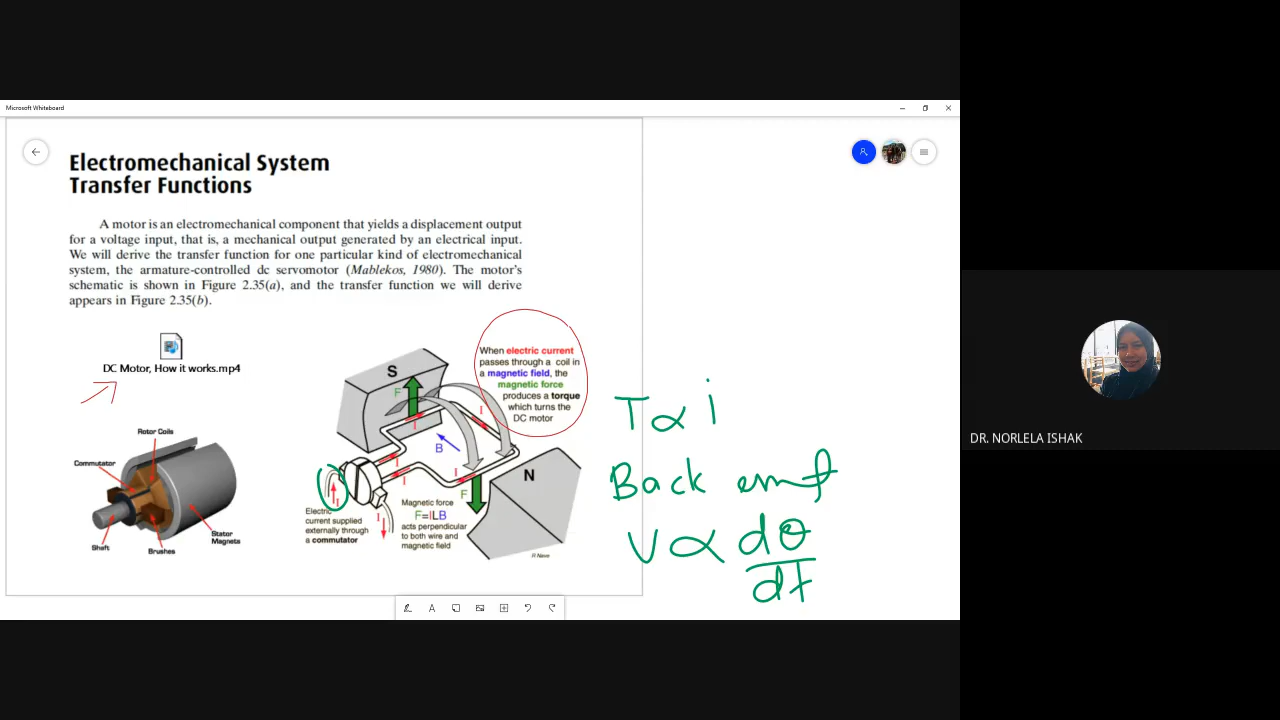 Microsoft Whiteboard
Electromechanical System
Transfer Functions
A motor is an electromechanical component that yields a displacement output
for a voltage input, that is, a mechanical output generated by an electrical input.
We will derive the transfer function for one particular kind of electromechanical
system, the armature-controlled dc servomotor (Mablekos, 1980). The motor's
schematic is shown in Figure 2.35(a), and the transfer function we will derive
appears in Figure 2.35(b).
DC Motor, How it works.mp4
Rotor Coils
Commutator
Shaft
Brushes
Stator
Magnets
When electric current
passes through a coil in
a magnetic field, the
magnetic force
produces a torque
which turns the
DC motor
S
F
I
I
B
I
I
I
F
N
I
I
Electric
current supplied
externally through
a commutator
Magnetic force
F=ILB
acts perpendicular
to both wire and
magnetic field
R Nave
T ∝ i
Back emf
V ∝ dθ
dt
DR. NORLELA ISHAK